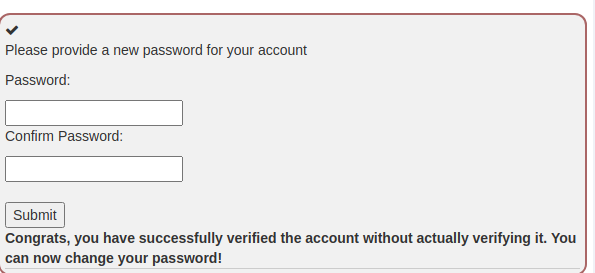 Please provide a new password for your account
Password:
Confirm Password:
Submit
Congrats, you have successfully verified the account without actually verifying it. You
can now change your password!